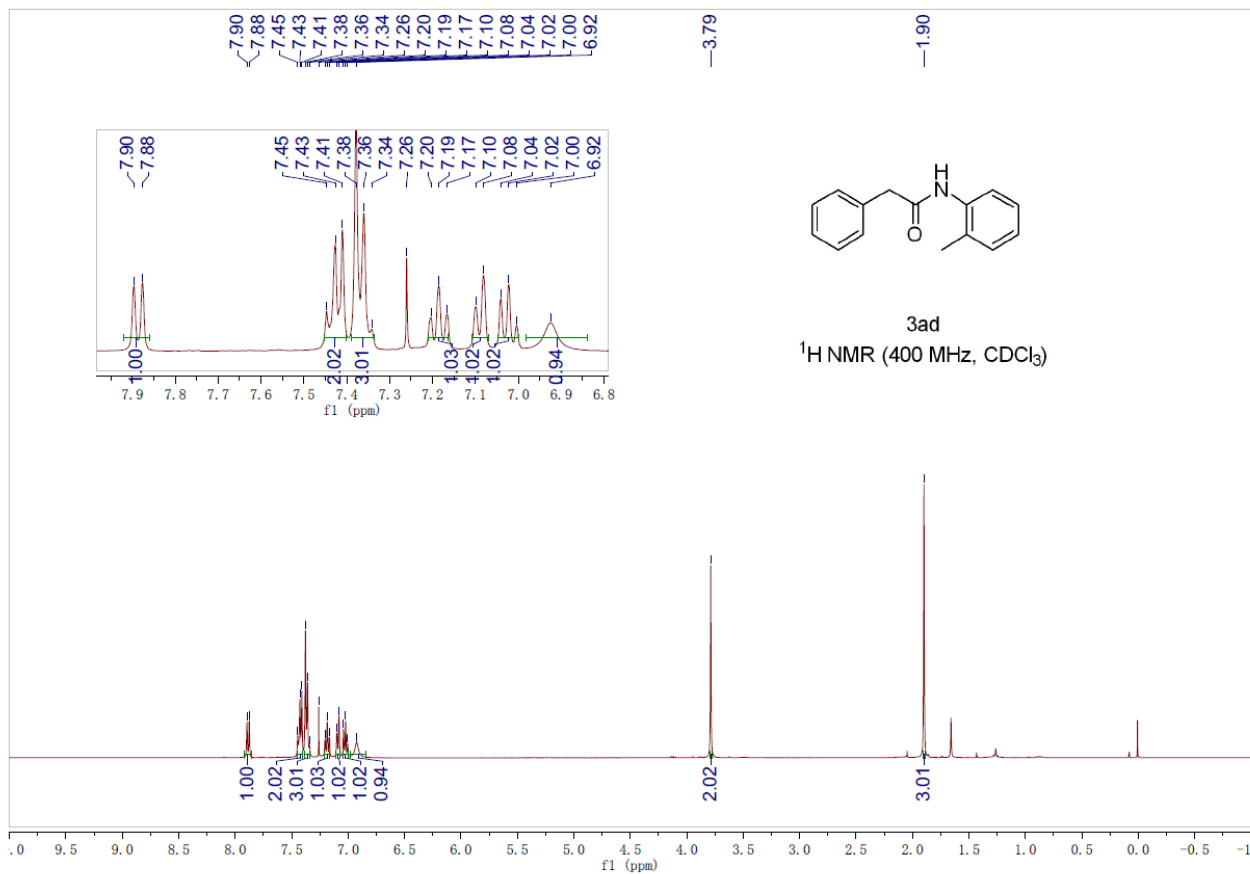 7.90 7.88 7.45 7.43 7.41 7.38 7.36 7.34 7.26 7.20 7.19 7.17 7.10 7.08 7.04 7.02 7.00 6.92 3.79 1.90
7.90 7.88 7.45 7.43 7.41 7.38 7.36 7.34 7.26 7.20 7.19 7.17 7.10 7.08 7.04 7.02 7.00 6.92
1.00 2.02 3.01 1.03 1.02 1.02 0.94
7.9 7.8 7.7 7.6 7.5 7.4 7.3 7.2 7.1 7.0 6.9 6.8
f1 (ppm)
H
N
O
3ad
¹H NMR (400 MHz, CDCl₃)
1.00 2.02 3.01 1.03 1.02 1.02 0.94 2.02 3.01
.0 9.5 9.0 8.5 8.0 7.5 7.0 6.5 6.0 5.5 5.0 4.5 4.0 3.5 3.0 2.5 2.0 1.5 1.0 0.5 0.0 -0.5 -1
f1 (ppm)